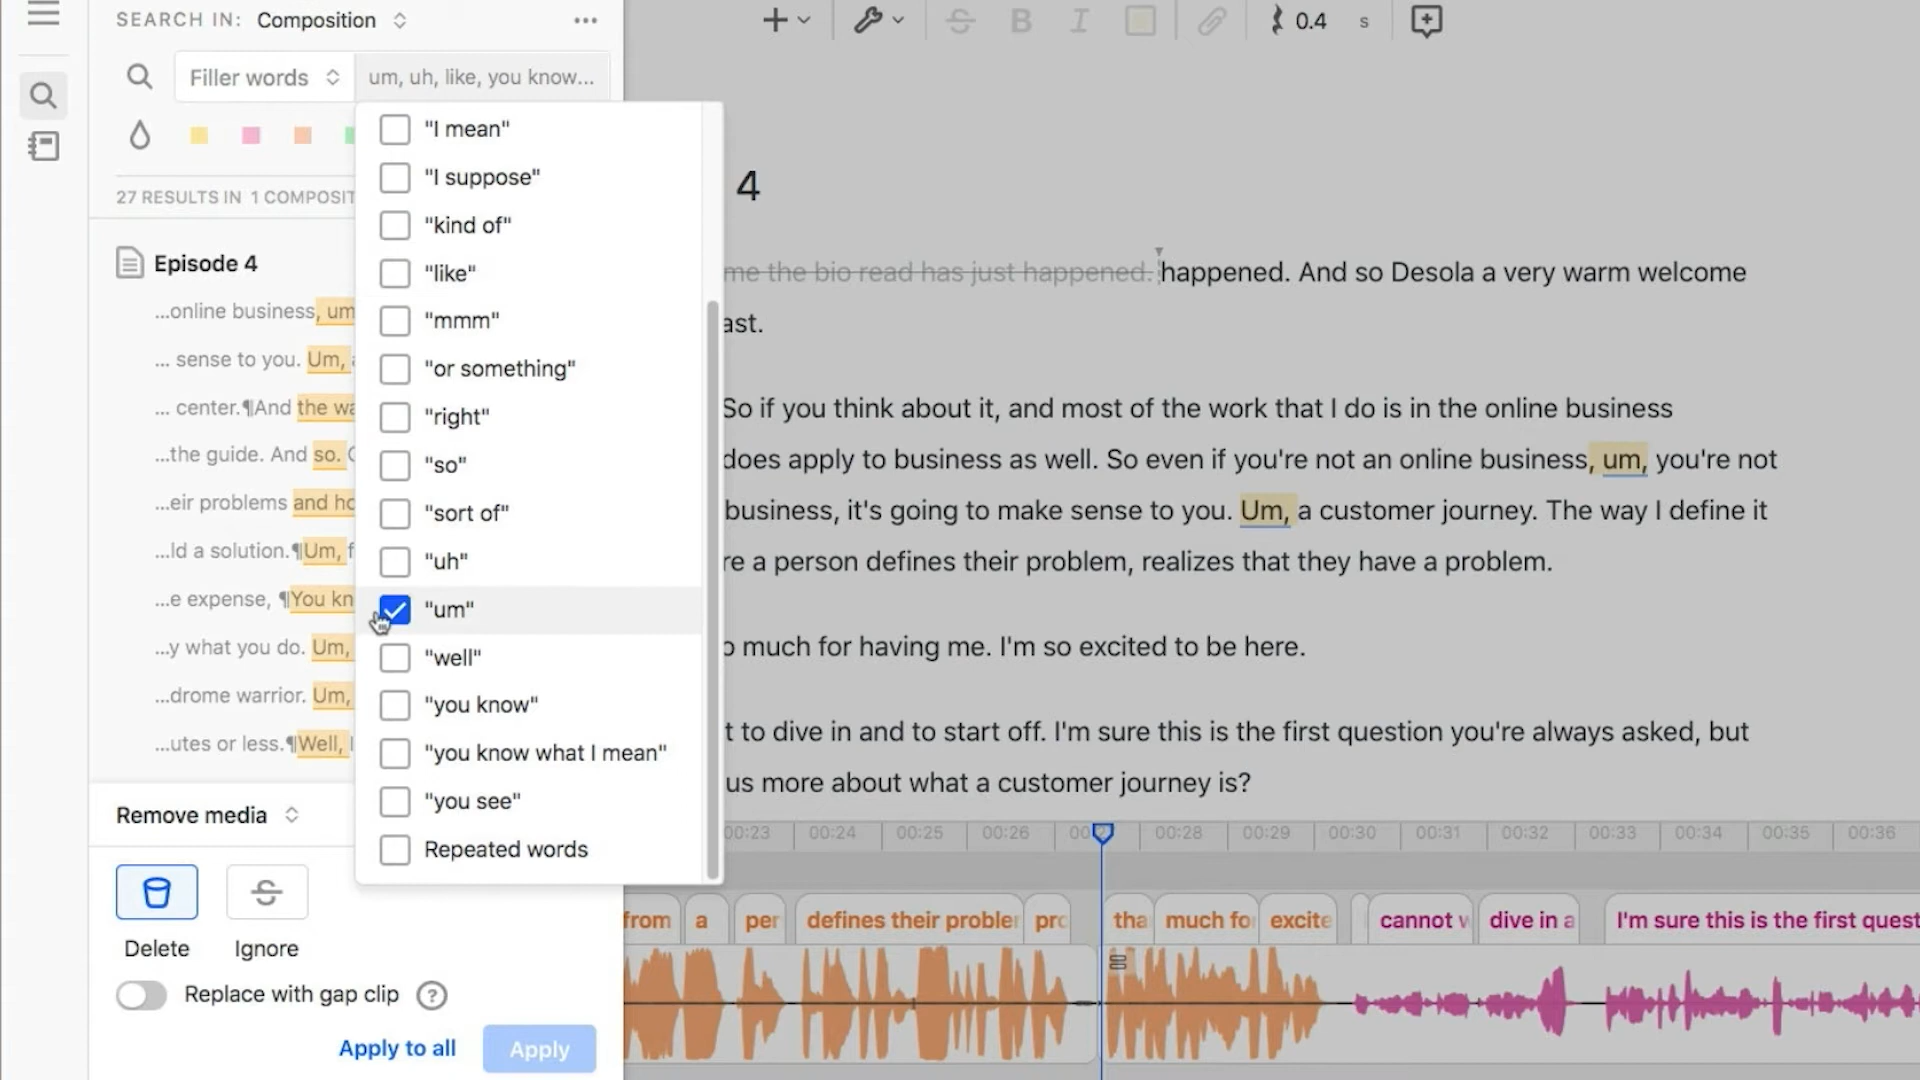 SEARCH IN: Composition
Filler words
um, uh, like, you know...
27 RESULTS IN 1 COMPOSIT
Episode 4
...online business, um
... sense to you. Um,
... center.¶And the wa
...the guide. And so.
...eir problems and ho
...ld a solution.¶Um, f
...e expense, ¶You kn
...y what you do. Um,
...drome warrior. Um,
...utes or less.¶Well, I
"I mean"
"I suppose"
"kind of"
"like"
"mmm"
"or something"
"right"
"so"
"sort of"
"uh"
"um"
"well"
"you know"
"you know what I mean"
"you see"
Repeated words
Remove media
Delete
Ignore
Replace with gap clip ?
Apply to all
Apply
B I 0.4 s
4
me the bio read has just happened. happened. And so Desola a very warm welcome
ast.
So if you think about it, and most of the work that I do is in the online business
does apply to business as well. So even if you're not an online business, um, you're not
business, it's going to make sense to you. Um, a customer journey. The way I define it
re a person defines their problem, realizes that they have a problem.
o much for having me. I'm so excited to be here.
t to dive in and to start off. I'm sure this is the first question you're always asked, but
us more about what a customer journey is?
00:23 00:24 00:25 00:26 00:28 00:29 00:30 00:31 00:32 00:33 00:34 00:35 00:36
from a per defines their probler pro tha much fo excite cannot v dive in a I'm sure this is the first quest